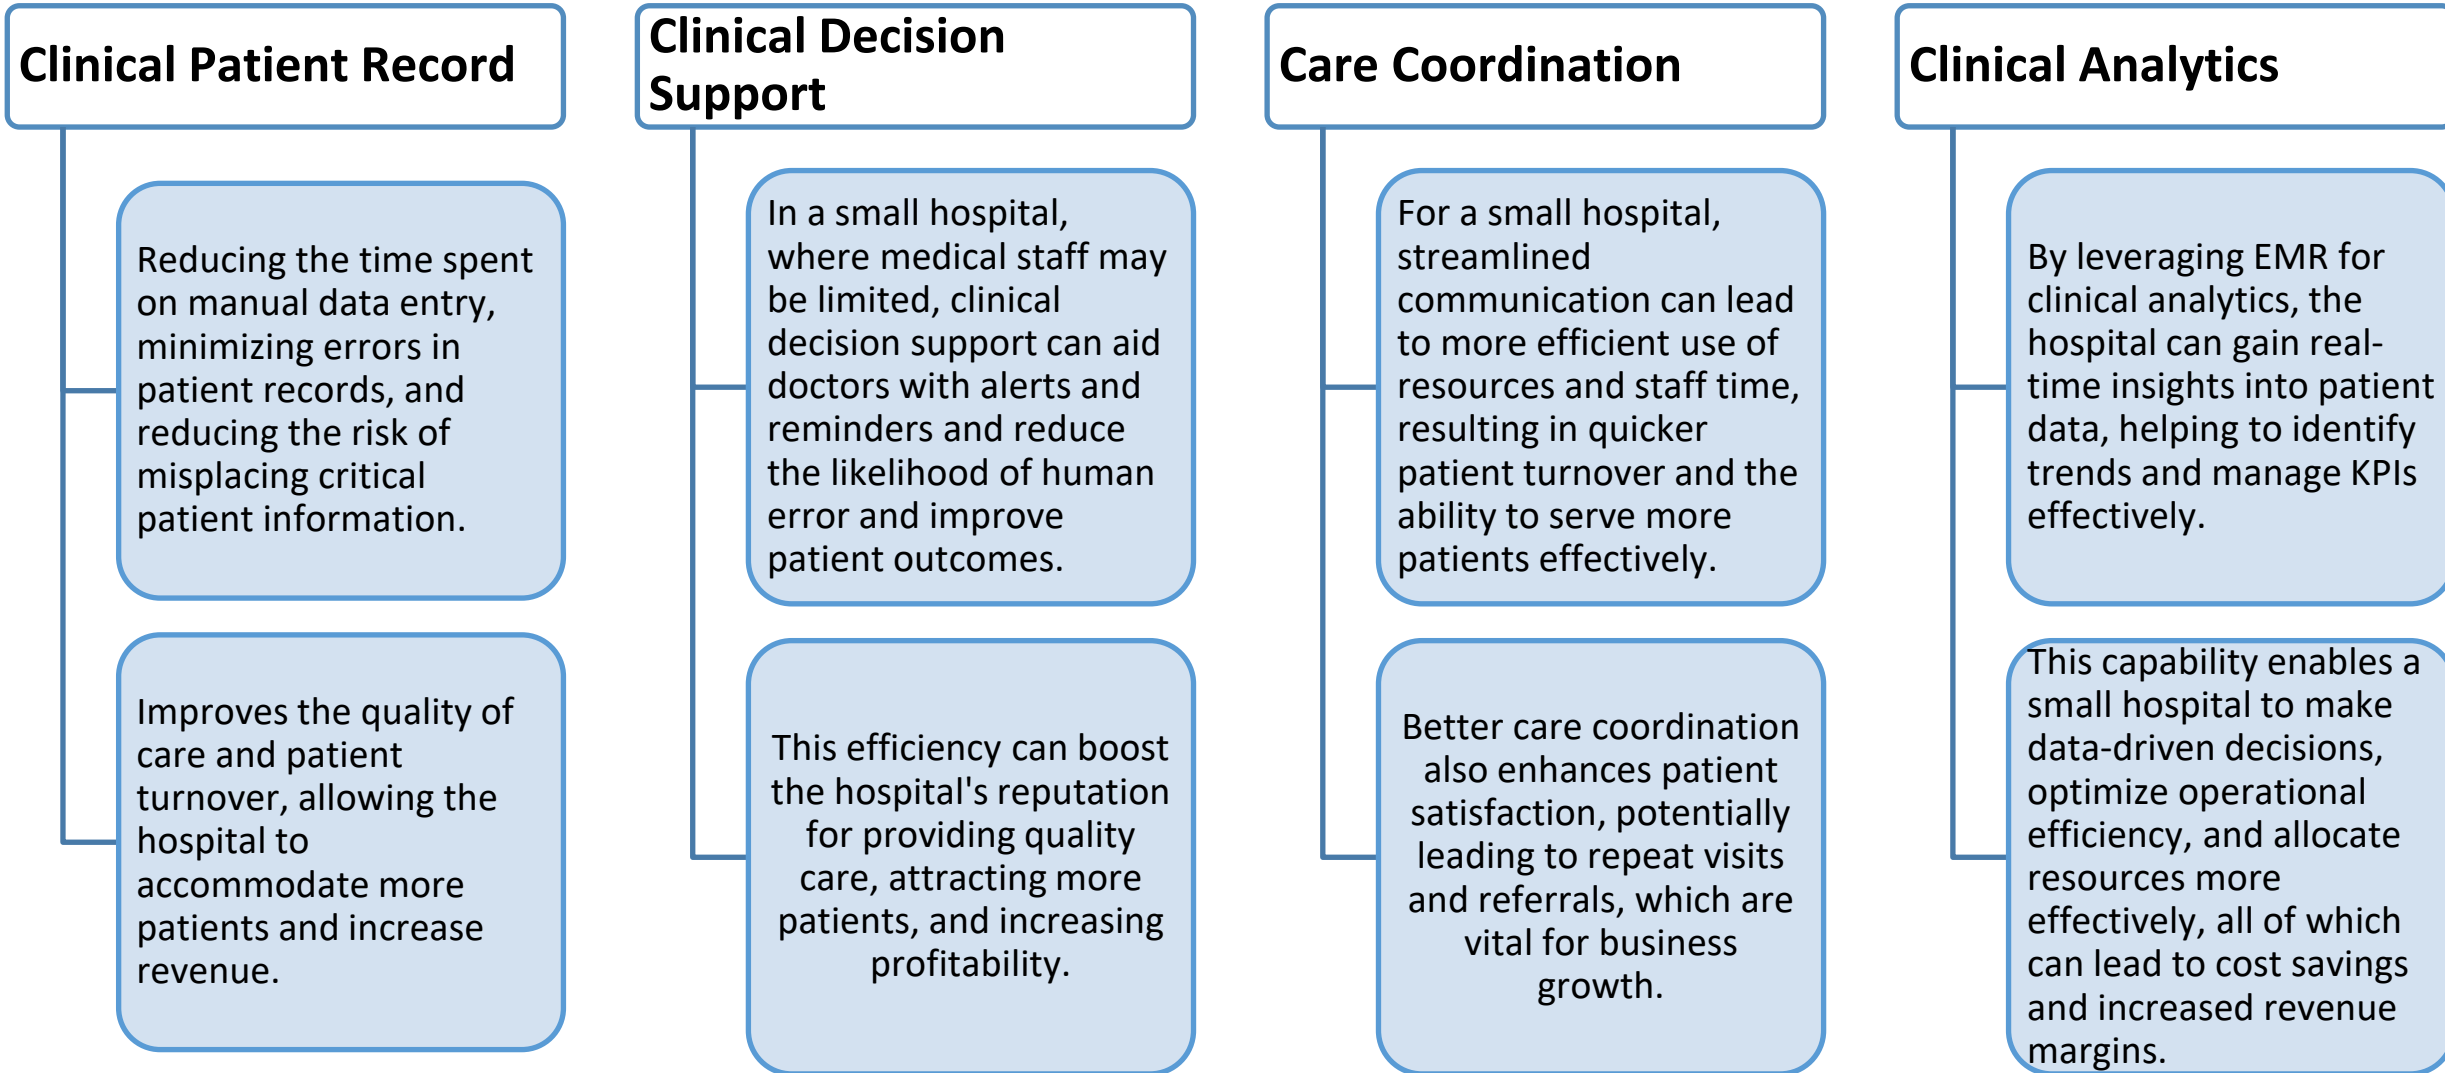 Clinical Patient Record
Reducing the time spent
on manual data entry,
minimizing errors in
patient records, and
reducing the risk of
misplacing critical
patient information.
Improves the quality of
care and patient
turnover, allowing the
hospital to
accommodate more
patients and increase
revenue.
Clinical Decision
Support
In a small hospital,
where medical staff may
be limited, clinical
decision support can aid
doctors with alerts and
reminders and reduce
the likelihood of human
error and improve
patient outcomes.
This efficiency can boost
the hospital's reputation
for providing quality
care, attracting more
patients, and increasing
profitability.
Care Coordination
For a small hospital,
streamlined
communication can lead
to more efficient use of
resources and staff time,
resulting in quicker
patient turnover and the
ability to serve more
patients effectively.
Better care coordination
also enhances patient
satisfaction, potentially
leading to repeat visits
and referrals, which are
vital for business
growth.
Clinical Analytics
By leveraging EMR for
clinical analytics, the
hospital can gain real-
time insights into patient
data, helping to identify
trends and manage KPIs
effectively.
This capability enables a
small hospital to make
data-driven decisions,
optimize operational
efficiency, and allocate
resources more
effectively, all of which
can lead to cost savings
and increased revenue
margins.